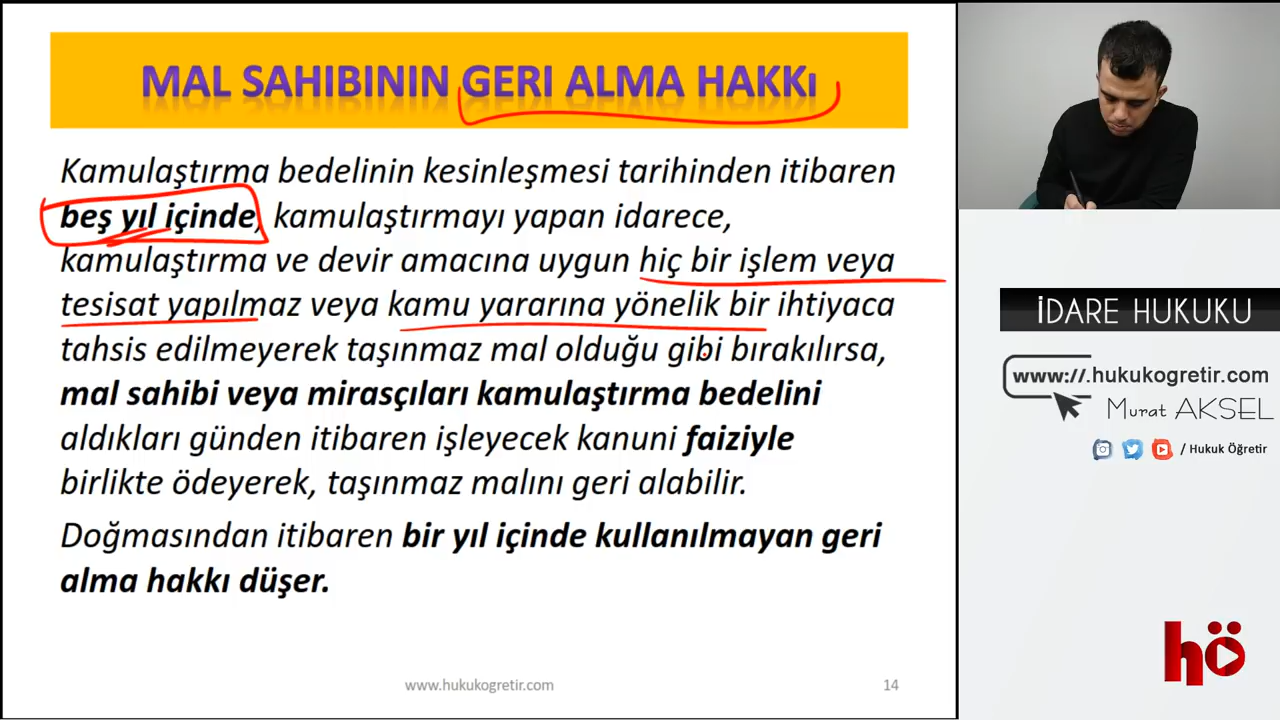 MAL SAHIBININ GERI ALMA HAKKı
Kamulaştırma bedelinin kesinleşmesi tarihinden itibaren
beş yıl içinde, kamulaştırmayı yapan idarece,
kamulaştırma ve devir amacına uygun hiç bir işlem veya
tesisat yapılmaz veya kamu yararına yönelik bir ihtiyaca
tahsis edilmeyerek taşınmaz mal olduğu gibi bırakılırsa,
mal sahibi veya mirasçıları kamulaştırma bedelini
aldıkları günden itibaren işleyecek kanuni faiziyle
birlikte ödeyerek, taşınmaz malını geri alabilir.
Doğmasından itibaren bir yıl içinde kullanılmayan geri
alma hakkı düşer.
www.hukukogretir.com
14
İDARE HUKUKU
www://.hukukogretir.com
Murat AKSEL
/ Hukuk Öğretir
hö